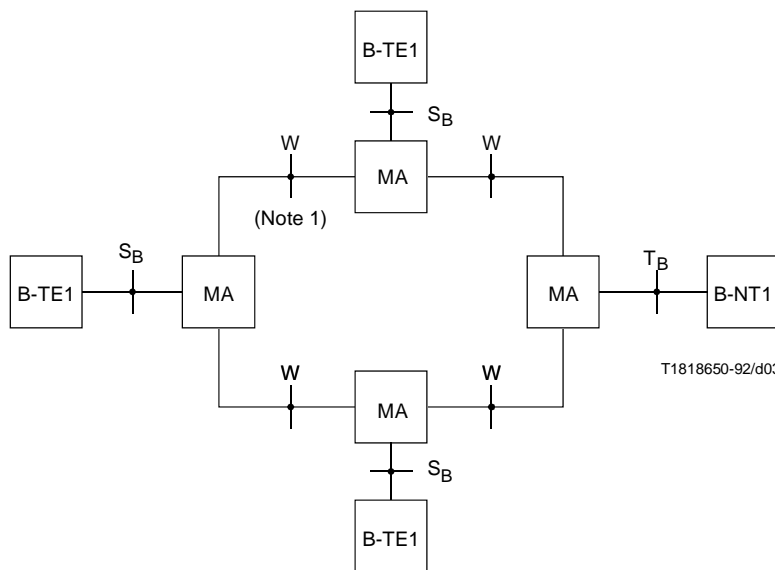 B-TE1
S_B
W
W
MA
(Note 1)
S_B
T_B
B-TE1
MA
MA
B-NT1
T1818650-92/d03
W
W
MA
S_B
B-TE1